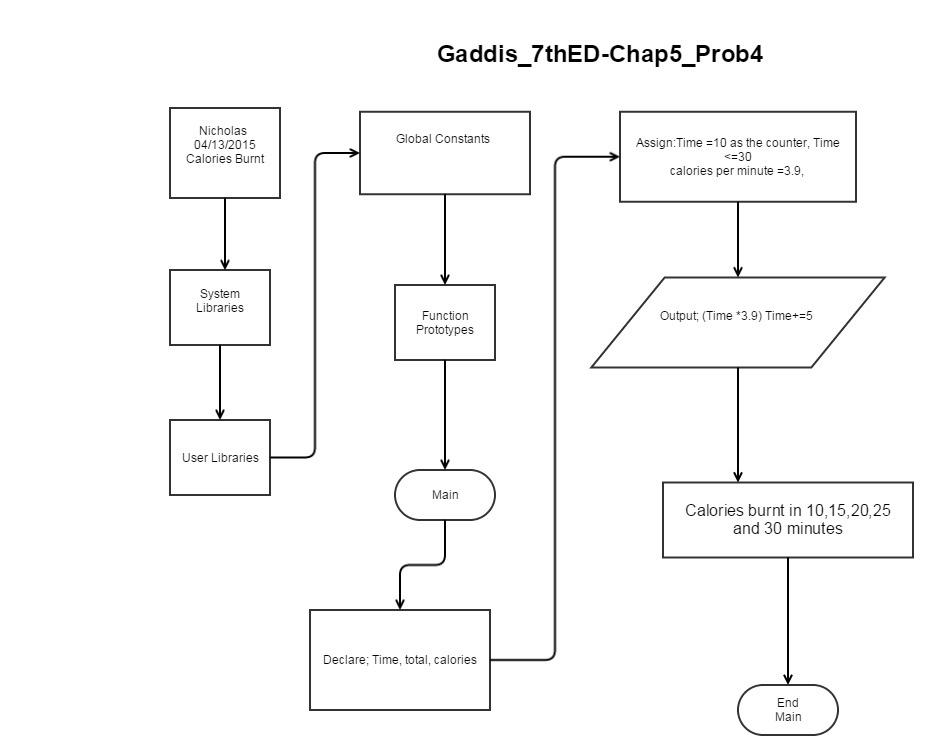 Gaddis_7thED-Chap5_Prob4
Nicholas
04/13/2015
Calories Burnt
System
Libraries
User Libraries
Global Constants
Function
Prototypes
Main
Declare; Time, total, calories
Assign:Time =10 as the counter, Time
<=30
calories per minute =3.9,
Output; (Time *3.9) Time+=5
Calories burnt in 10,15,20,25
and 30 minutes
End
Main